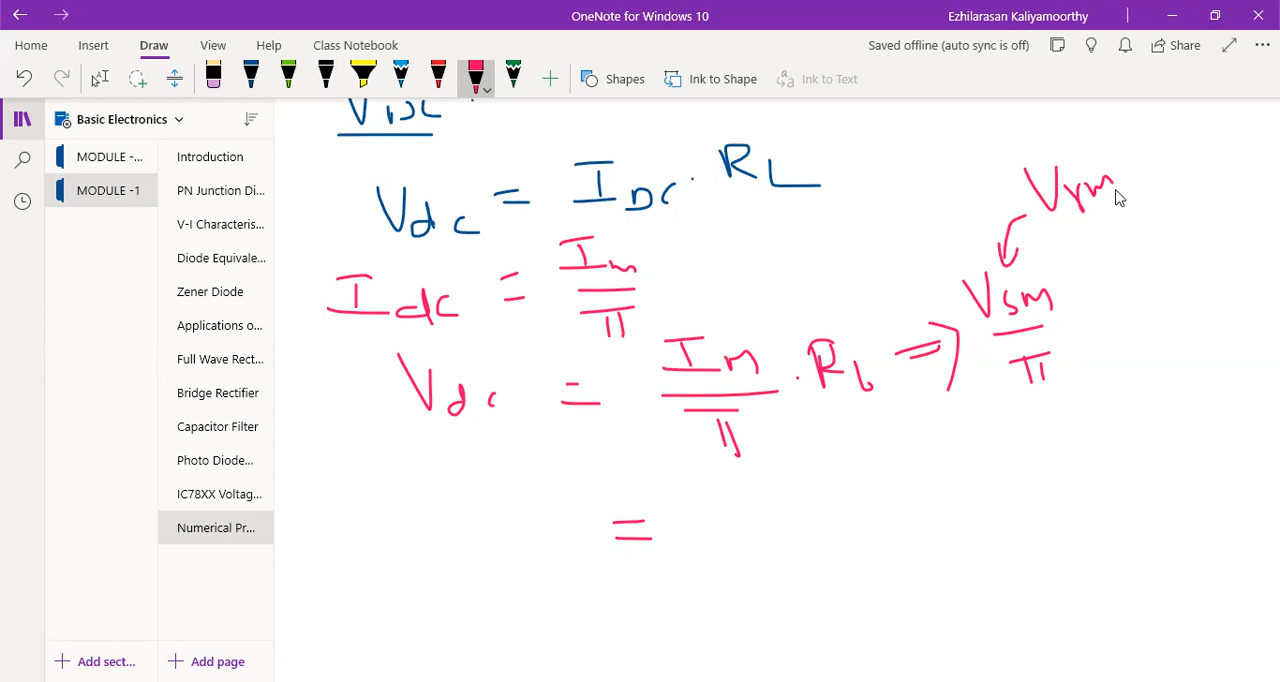 OneNote for Windows 10
Ezhilarasan Kaliyamoorthy
Home Insert Draw View Help Class Notebook
Saved offline (auto sync is off) Share
Shapes Ink to Shape Ink to Text
Basic Electronics
MODULE -...
MODULE -1
Introduction
PN Junction Di...
V-I Characteris...
Diode Equivale...
Zener Diode
Applications o...
Full Wave Rect...
Bridge Rectifier
Capacitor Filter
Photo Diode...
IC78XX Voltag...
Numerical Pr...
Add sect...
Add page
Vdc = IDC . RL
Idc = Im / π
Vdc = Im / π . RL ⇒ Vsm / π
=